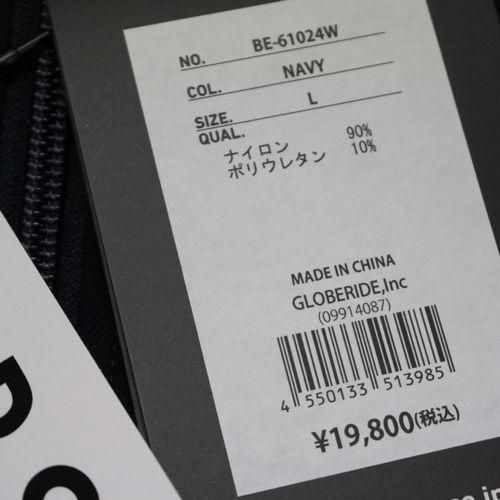 NO. BE-61024W
COL. NAVY
SIZE. L
QUAL.
ナイロン 90%
ポリウレタン 10%
MADE IN CHINA
GLOBERIDE,Inc
(09914087)
4 550133 513985
¥19,800(税込)